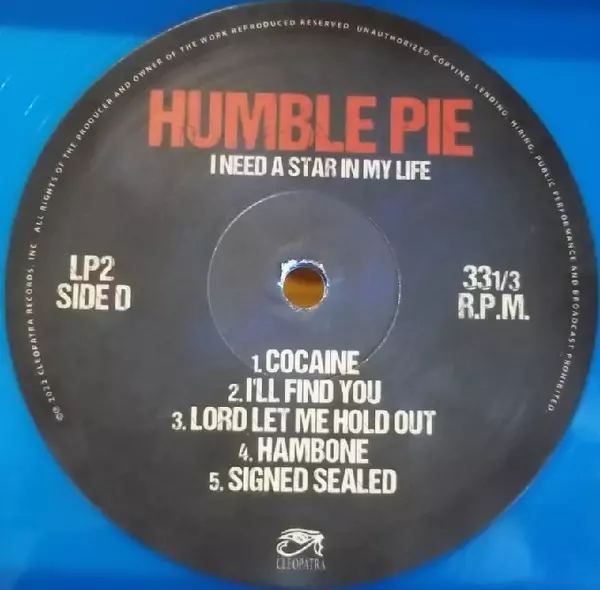 ℗© 2022 CLEOPATRA RECORDS, INC. ALL RIGHTS OF THE PRODUCER AND OWNER OF THE WORK REPRODUCED RESERVED. UNAUTHORIZED COPYING, LENDING, HIRING, PUBLIC PERFORMANCE AND BROADCAST PROHIBITED.
HUMBLE PIE
I NEED A STAR IN MY LIFE
LP2
SIDE D
33 1/3
R.P.M.
1. COCAINE
2. I'LL FIND YOU
3. LORD LET ME HOLD OUT
4. HAMBONE
5. SIGNED SEALED
CLEOPATRA